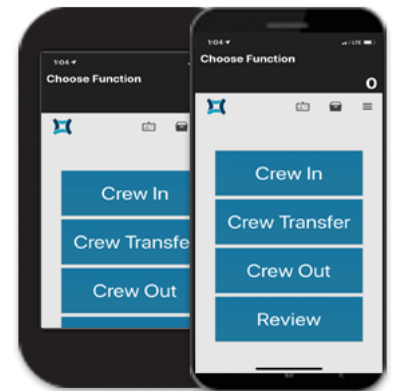 1:04
Choose Function
Crew In
Crew Transfe
Crew Out
1:04
LTE
Choose Function
0
Crew In
Crew Transfer
Crew Out
Review